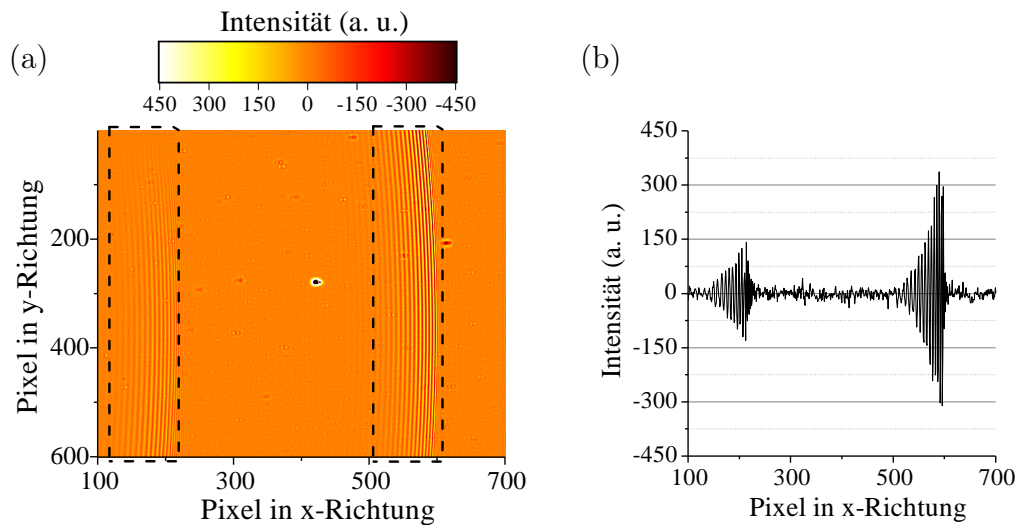 (a)
Intensität (a. u.)
450 300 150 0 -150 -300 -450
Pixel in y-Richtung
200
400
600
100 300 500 700
Pixel in x-Richtung
(b)
Intensität (a. u.)
450
300
150
0
-150
-300
-450
100 300 500 700
Pixel in x-Richtung